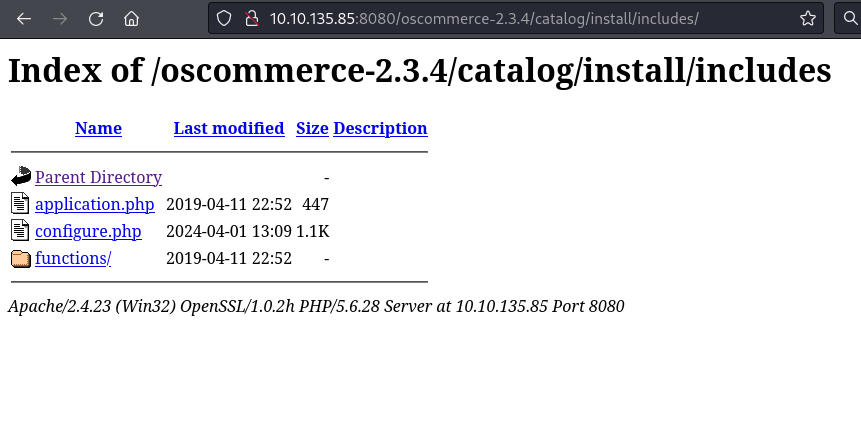 10.10.135.85:8080/oscommerce-2.3.4/catalog/install/includes/
Index of /oscommerce-2.3.4/catalog/install/includes
Name Last modified Size Description
Parent Directory -
application.php 2019-04-11 22:52 447
configure.php 2024-04-01 13:09 1.1K
functions/ 2019-04-11 22:52 -
Apache/2.4.23 (Win32) OpenSSL/1.0.2h PHP/5.6.28 Server at 10.10.135.85 Port 8080